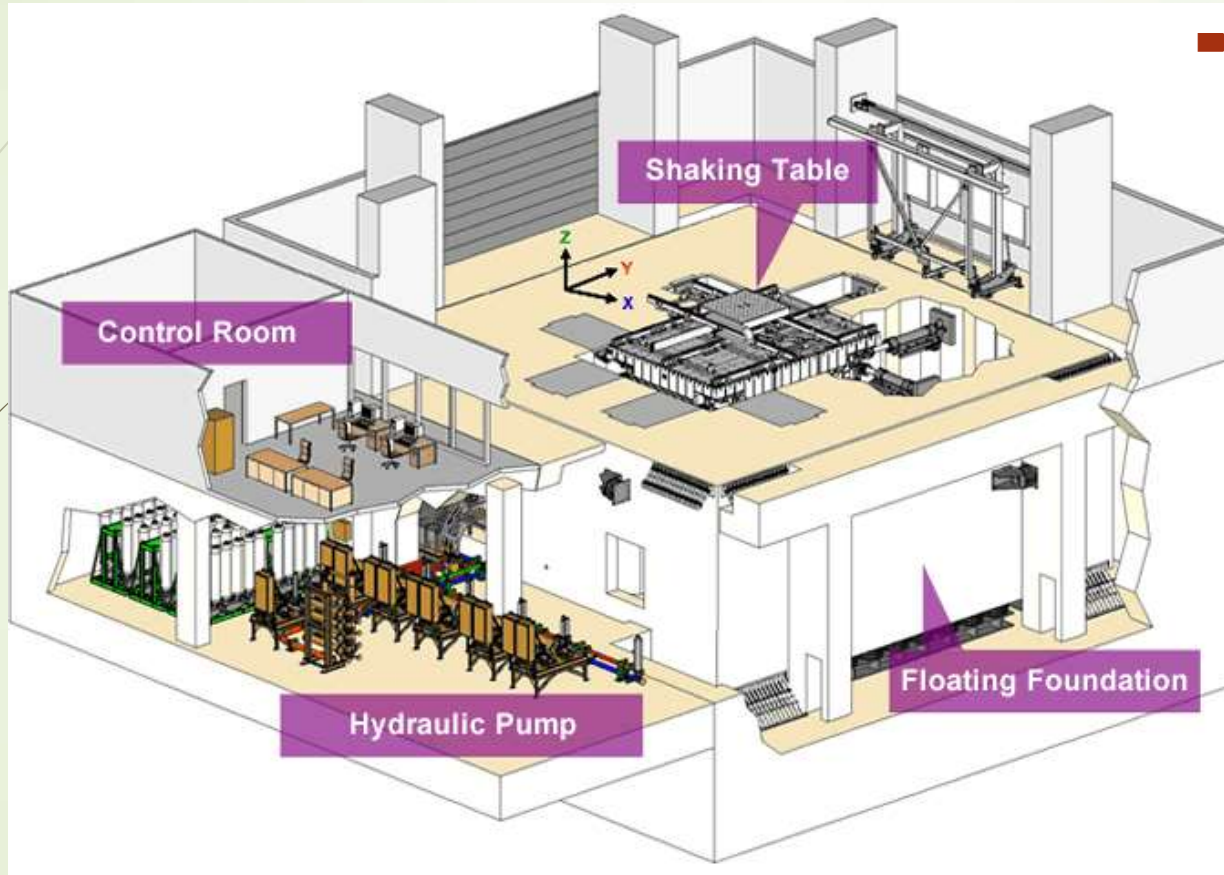 Shaking Table
Z
Y
X
Control Room
Floating Foundation
Hydraulic Pump